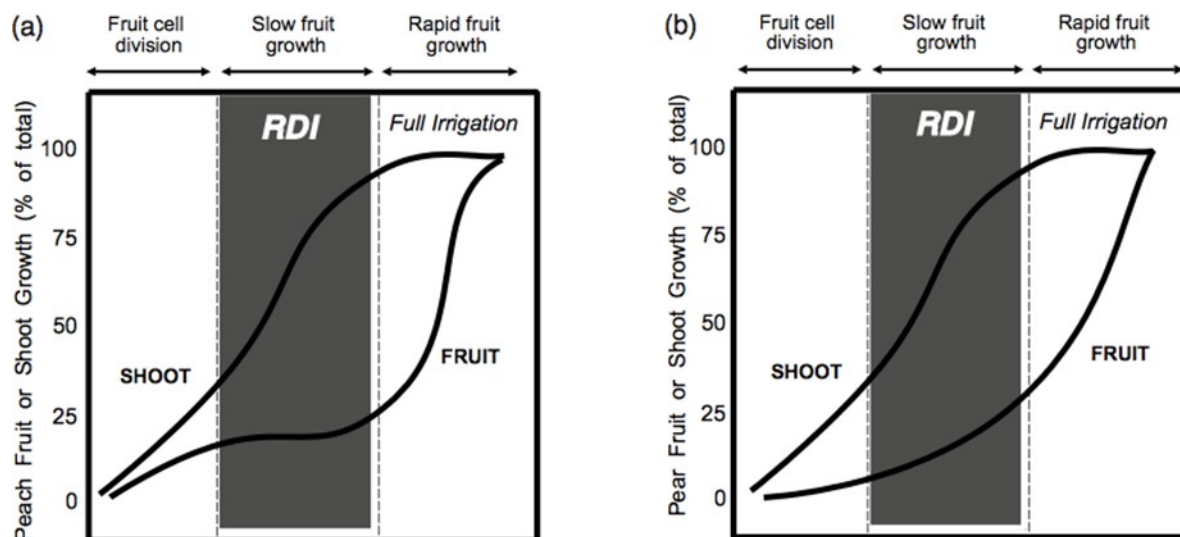 (a)
Fruit cell
division
Slow fruit
growth
Rapid fruit
growth
RDI
Full Irrigation
Peach Fruit or Shoot Growth (% of total)
100
75
50
25
0
SHOOT
FRUIT
(b)
Fruit cell
division
Slow fruit
growth
Rapid fruit
growth
RDI
Full Irrigation
Pear Fruit or Shoot Growth (% of total)
100
75
50
25
0
SHOOT
FRUIT